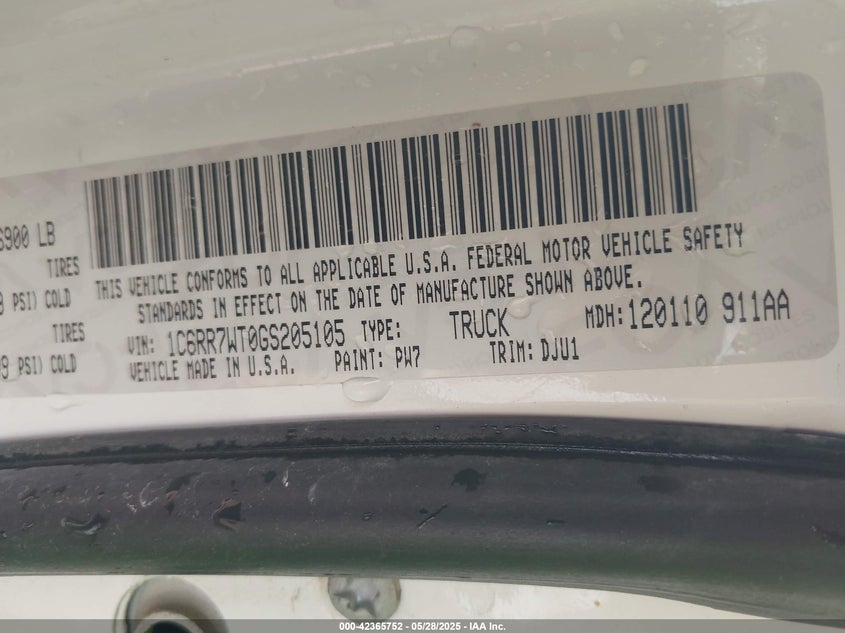 6900 LB
TIRES
PSI) COLD
TIRES
PSI) COLD
THIS VEHICLE CONFORMS TO ALL APPLICABLE U.S.A. FEDERAL MOTOR VEHICLE SAFETY
STANDARDS IN EFFECT ON THE DATE OF MANUFACTURE SHOWN ABOVE.
VIN: 1C6RR7WT0GS205105 TYPE: TRUCK MDH:120110 911AA
VEHICLE MADE IN U.S.A. PAINT: PW7 TRIM: DJU1
000-42365752 — 05/28/2025 — IAA Inc.